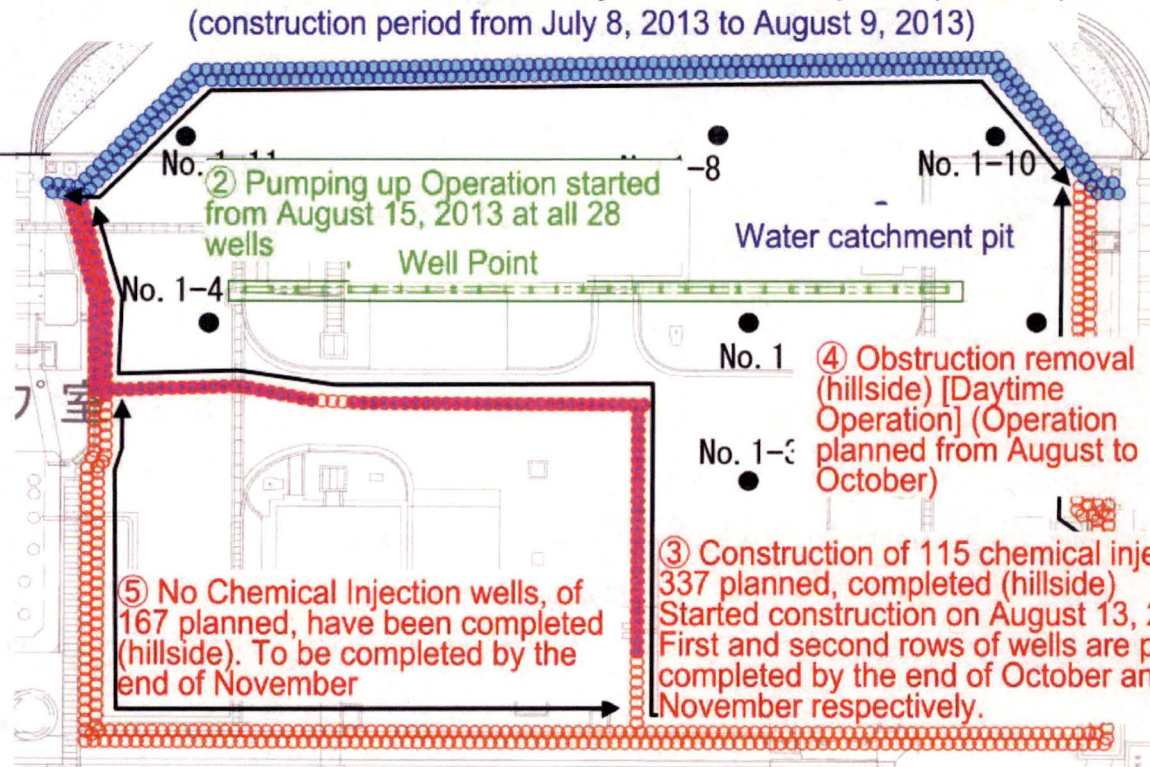 (construction period from July 8, 2013 to August 9, 2013)
No.
-8
No. 1-10
② Pumping up Operation started
from August 15, 2013 at all 28
wells
Water catchment pit
Well Point
No. 1-4
No. 1
④ Obstruction removal
(hillside) [Daytime
Operation] (Operation
planned from August to
October)
室
No. 1-3
③ Construction of 115 chemical inje
337 planned, completed (hillside)
Started construction on August 13, 2
First and second rows of wells are p
completed by the end of October an
November respectively.
⑤ No Chemical Injection wells, of
167 planned, have been completed
(hillside). To be completed by the
end of November